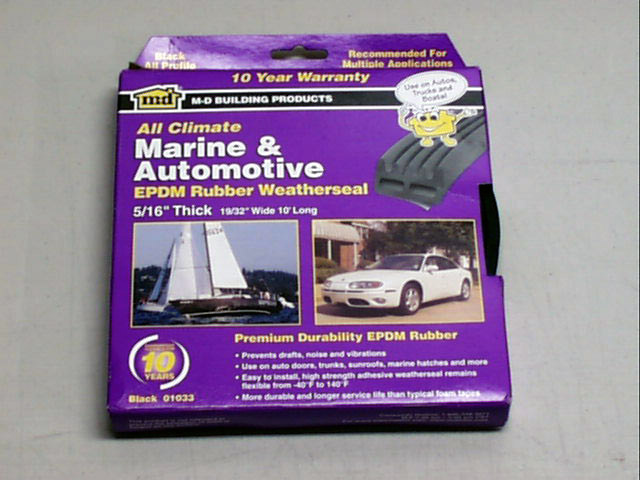 Black
All Profile
Recommended For
Multiple Applications
10 Year Warranty
md
M-D BUILDING PRODUCTS
Use on Autos,
Trucks and
Boats!
All Climate
Marine &
Automotive
EPDM Rubber Weatherseal
5/16" Thick 19/32" Wide 10' Long
Premium Durability EPDM Rubber
• Prevents drafts, noise and vibrations
• Use on auto doors, trunks, sunroofs, marine hatches and more
• Easy to install, high strength adhesive weatherseal remains
flexible from -40°F to 140°F
• More durable and longer service life than typical foam tapes
10
YEARS
Black 01033